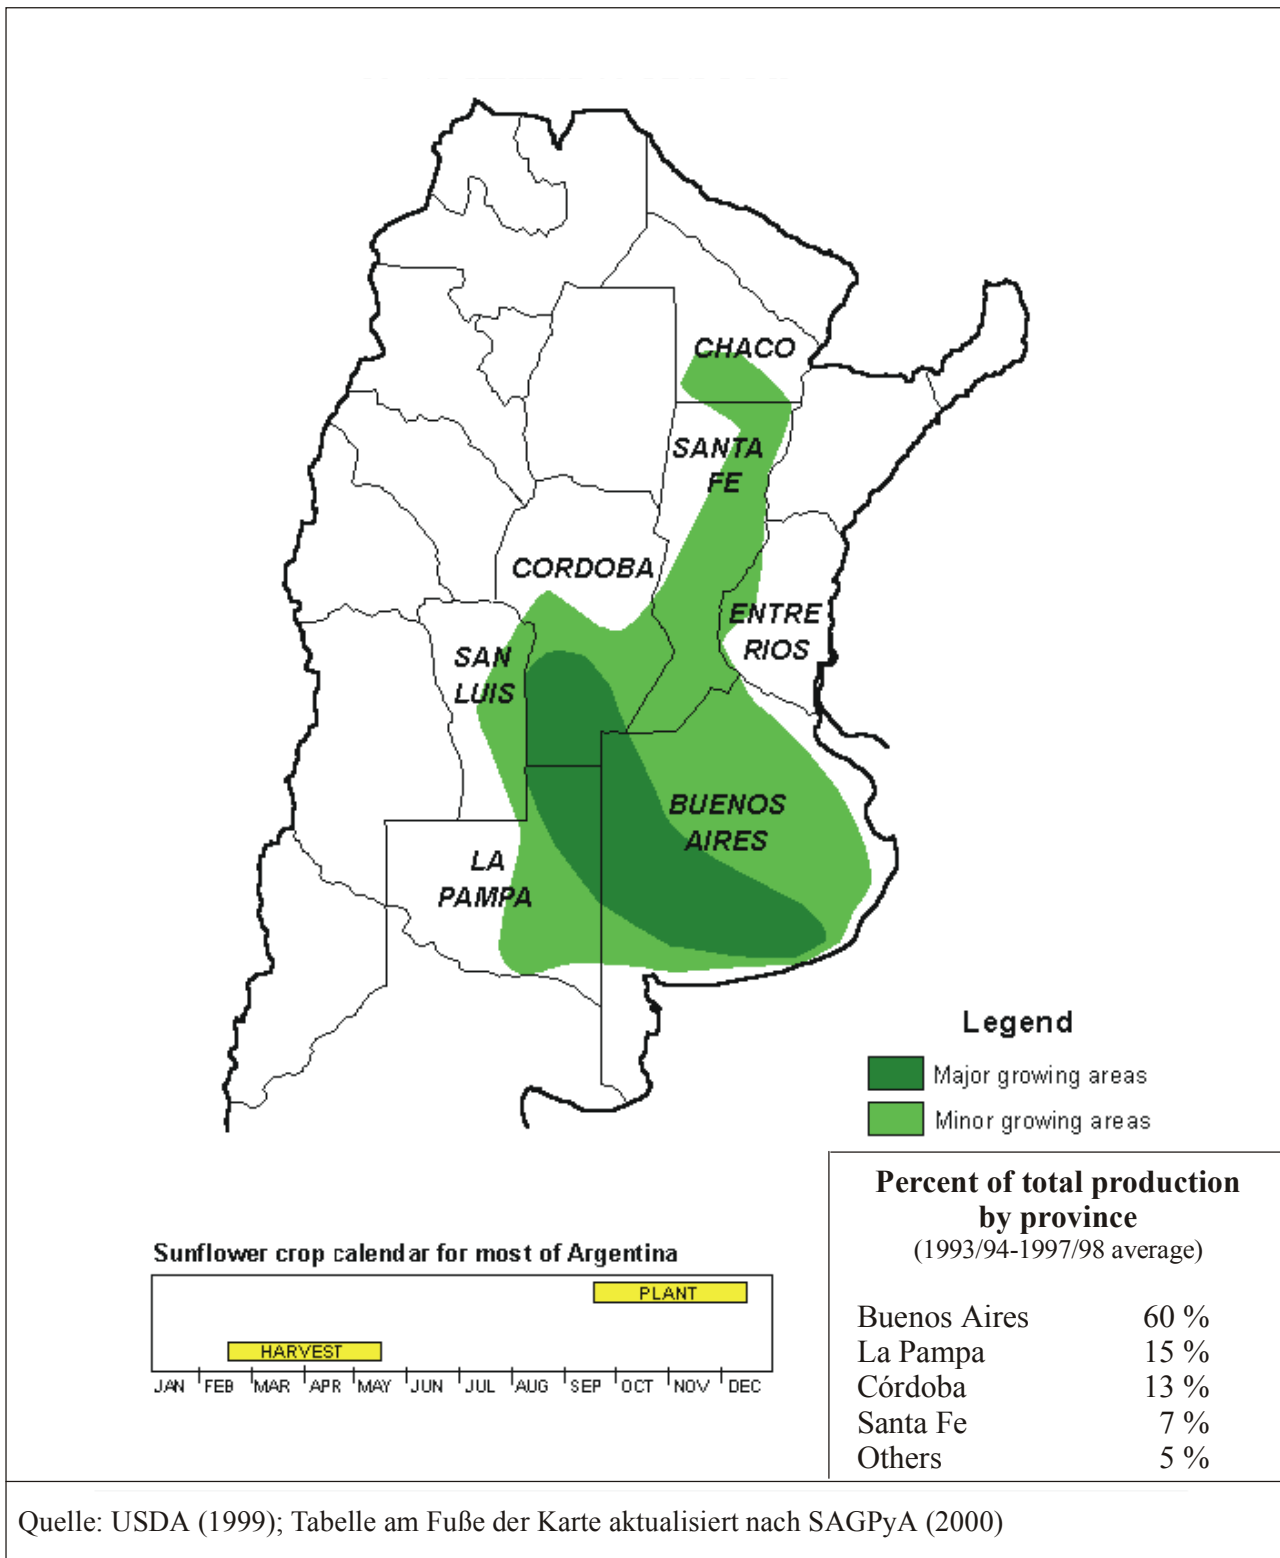 CHACO
SANTA
FE
CORDOBA
ENTRE
RIOS
SAN
LUIS
BUENOS
AIRES
LA
PAMPA
Legend
Major growing areas
Minor growing areas
Percent of total production
by province
(1993/94-1997/98 average)
Buenos Aires 60 %
La Pampa 15 %
Córdoba 13 %
Santa Fe 7 %
Others 5 %
Sunflower crop calendar for most of Argentina
PLANT
HARVEST
JAN FEB MAR APR MAY JUN JUL AUG SEP OCT NOV DEC
Quelle: USDA (1999); Tabelle am Fuße der Karte aktualisiert nach SAGPyA (2000)